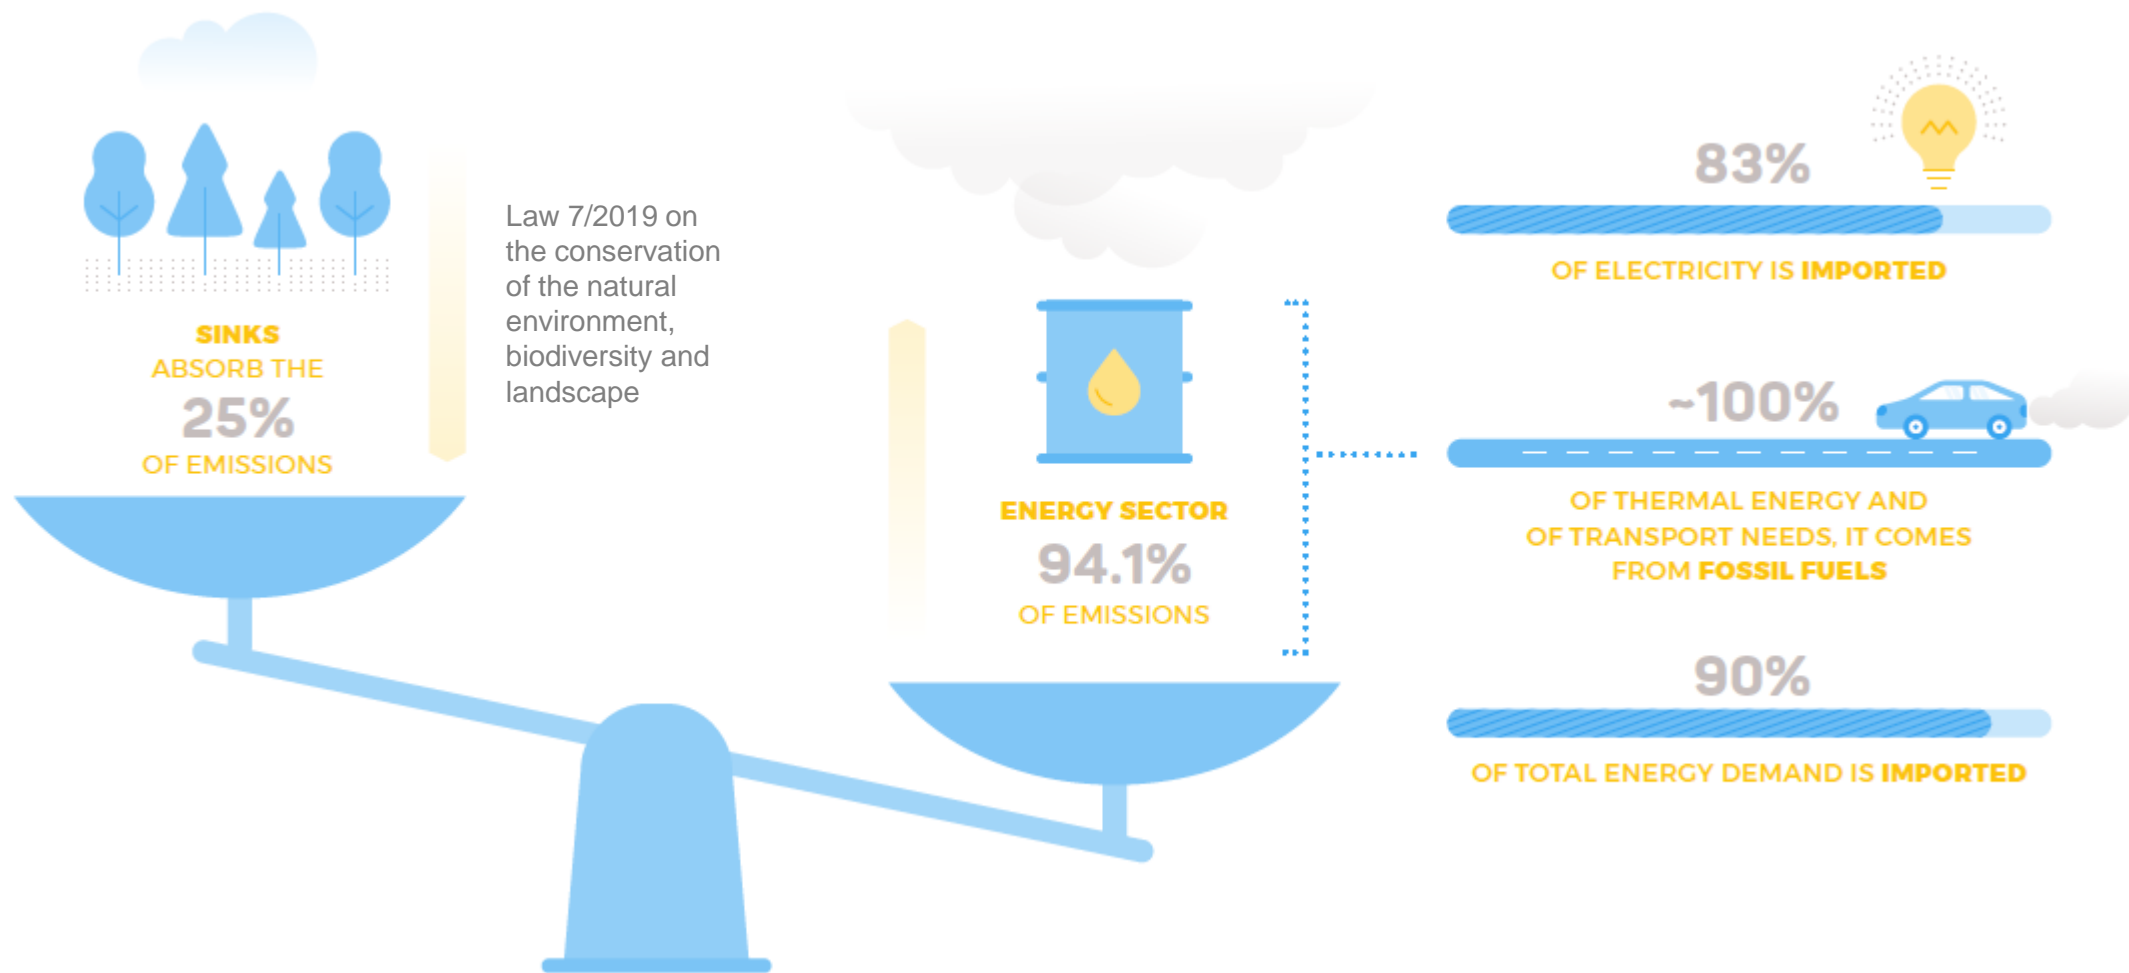 SINKS
ABSORB THE
25%
OF EMISSIONS
Law 7/2019 on
the conservation
of the natural
environment,
biodiversity and
landscape
ENERGY SECTOR
94.1%
OF EMISSIONS
83%
OF ELECTRICITY IS IMPORTED
~100%
OF THERMAL ENERGY AND
OF TRANSPORT NEEDS, IT COMES
FROM FOSSIL FUELS
90%
OF TOTAL ENERGY DEMAND IS IMPORTED